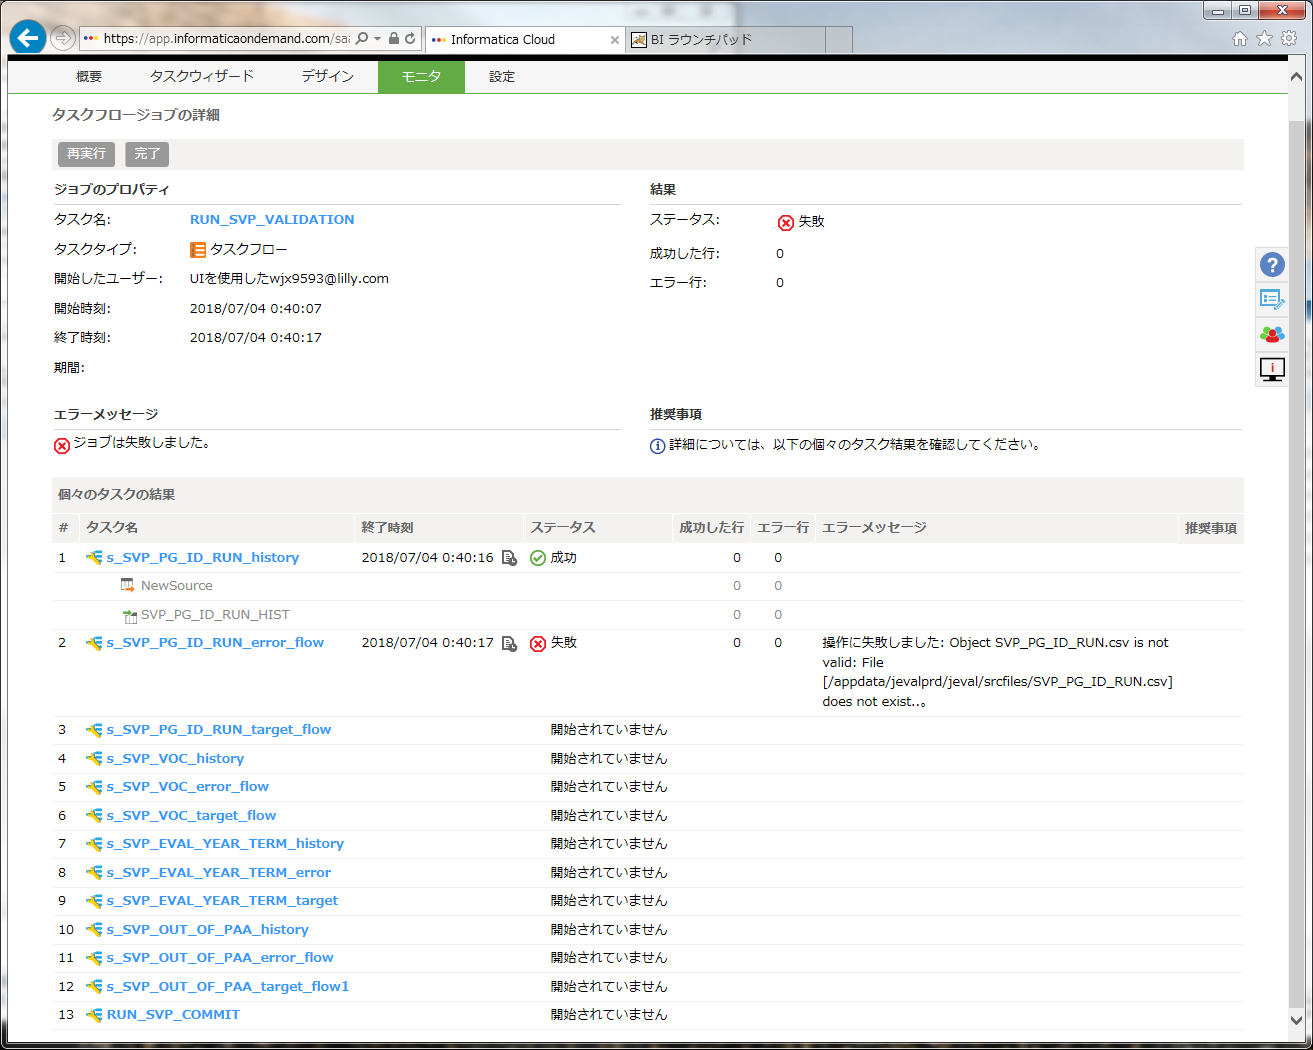 https://app.informaticaondemand.com/saa
Informatica Cloud
BI ラウンチパッド
概要 タスクウィザード デザイン モニタ 設定
タスクフロージョブの詳細
再実行 完了
ジョブのプロパティ
タスク名: RUN_SVP_VALIDATION
タスクタイプ: タスクフロー
開始したユーザー: UIを使用したwjx9593@lilly.com
開始時刻: 2018/07/04 0:40:07
終了時刻: 2018/07/04 0:40:17
期間:
結果
ステータス: 失敗
成功した行: 0
エラー行: 0
エラーメッセージ
ジョブは失敗しました。
推奨事項
詳細については、以下の個々のタスク結果を確認してください。
個々のタスクの結果
# タスク名 終了時刻 ステータス 成功した行 エラー行 エラーメッセージ 推奨事項
1 s_SVP_PG_ID_RUN_history 2018/07/04 0:40:16 成功 0 0
NewSource 0 0
SVP_PG_ID_RUN_HIST 0 0
2 s_SVP_PG_ID_RUN_error_flow 2018/07/04 0:40:17 失敗 0 0 操作に失敗しました: Object SVP_PG_ID_RUN.csv is not
valid: File
[/appdata/jevalprd/jeval/srcfiles/SVP_PG_ID_RUN.csv]
does not exist..。
3 s_SVP_PG_ID_RUN_target_flow 開始されていません
4 s_SVP_VOC_history 開始されていません
5 s_SVP_VOC_error_flow 開始されていません
6 s_SVP_VOC_target_flow 開始されていません
7 s_SVP_EVAL_YEAR_TERM_history 開始されていません
8 s_SVP_EVAL_YEAR_TERM_error 開始されていません
9 s_SVP_EVAL_YEAR_TERM_target 開始されていません
10 s_SVP_OUT_OF_PAA_history 開始されていません
11 s_SVP_OUT_OF_PAA_error_flow 開始されていません
12 s_SVP_OUT_OF_PAA_target_flow1 開始されていません
13 RUN_SVP_COMMIT 開始されていません